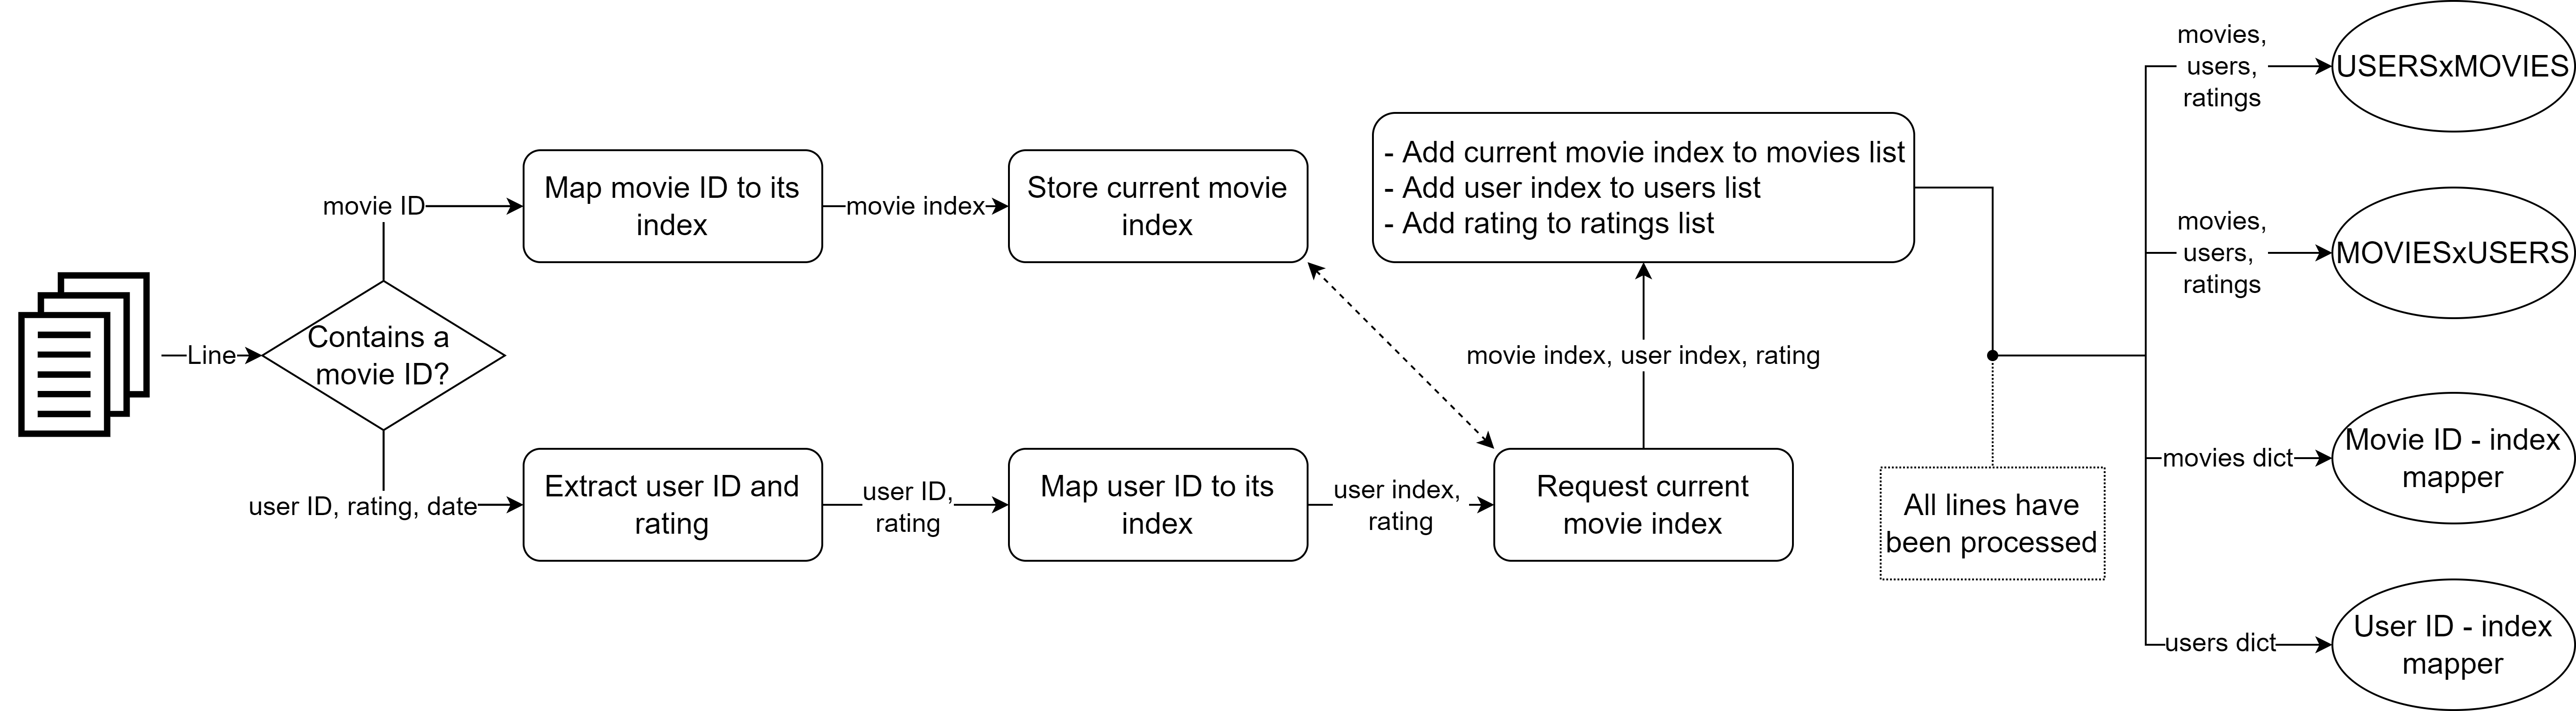 Line
Contains a
movie ID?
movie ID
Map movie ID to its
index
movie index
Store current movie
index
user ID, rating, date
Extract user ID and
rating
user ID,
rating
Map user ID to its
index
user index,
rating
Request current
movie index
movie index, user index, rating
- Add current movie index to movies list
- Add user index to users list
- Add rating to ratings list
All lines have
been processed
movies,
users,
ratings
USERSxMOVIES
movies,
users,
ratings
MOVIESxUSERS
movies dict
Movie ID - index
mapper
users dict
User ID - index
mapper